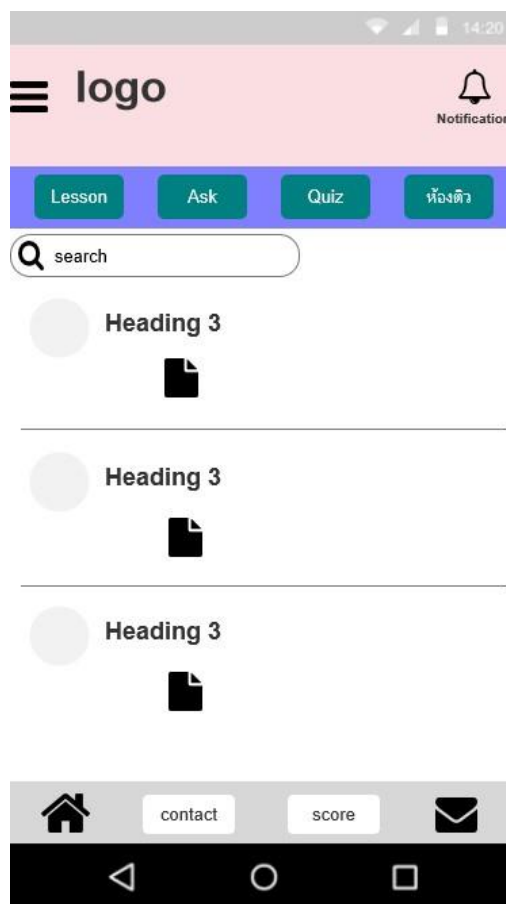 14:20
logo
Notification
Lesson Ask Quiz ห้องติว
search
Heading 3
Heading 3
Heading 3
contact score